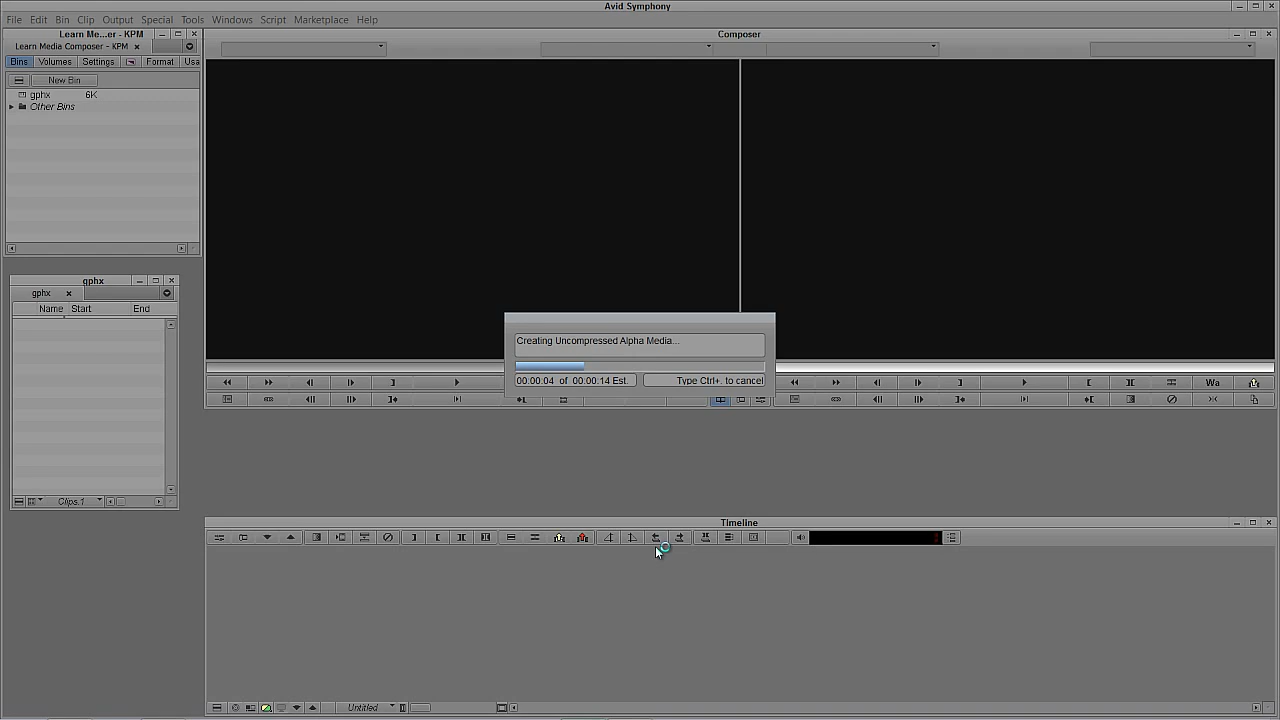 Avid Symphony
File Edit Bin Clip Output Special Tools Windows Script Marketplace Help
Learn Me...er - KPM
Composer
Learn Media Composer - KPM
Bins Volumes Settings Format Usa
New Bin
gphx 6K
Other Bins
gphx
gphx
Name Start End
Creating Uncompressed Alpha Media...
00:00:04 of 00:00:14 Est. Type Ctrl+. to cancel
Wa
Clips.1
Timeline
Untitled